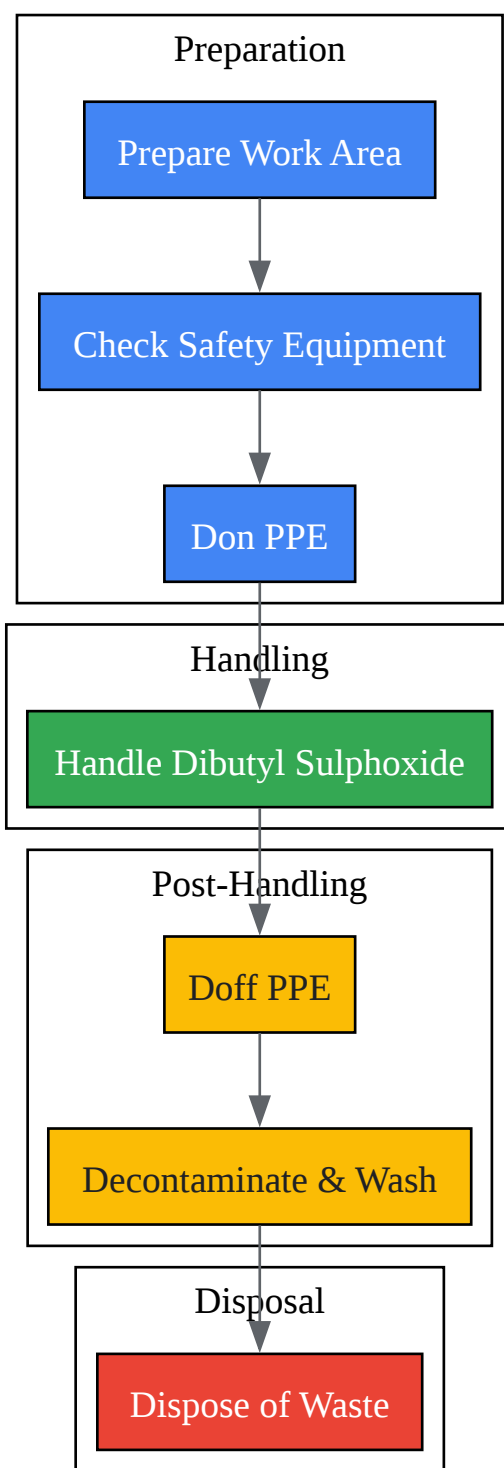 Preparation
Prepare Work Area
Check Safety Equipment
Don PPE
Handling
Handle Dibutyl Sulphoxide
Post-Handling
Doff PPE
Decontaminate & Wash
Disposal
Dispose of Waste